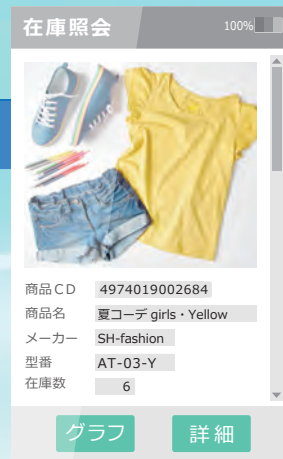 在庫照会 100%
商品CD 4974019002684
商品名 夏コーデ girls・Yellow
メーカー SH-fashion
型番 AT-03-Y
在庫数 6
グラフ 詳細